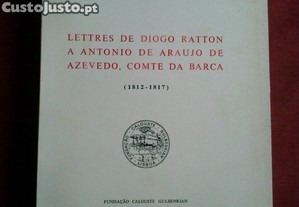 CustoJusto.pt
LETTRES DE DIOGO RATTON
A ANTONIO DE ARAUJO DE
AZEVEDO, COMTE DA BARCA
(1812-1817)
FUNDAÇÃO CALOUSTE GULBENKIAN